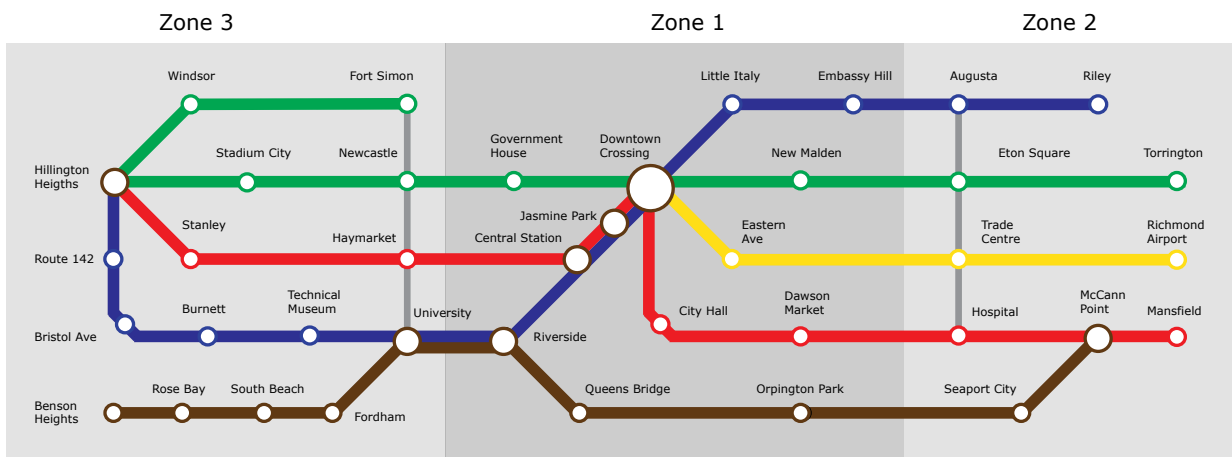 Zone 3
Zone 1
Zone 2
Windsor
Fort Simon
Little Italy
Embassy Hill
Augusta
Riley
Hillington
Heigths
Stadium City
Newcastle
Government
House
Downtown
Crossing
New Malden
Eton Square
Torrington
Stanley
Haymarket
Jasmine Park
Central Station
Eastern
Ave
Trade
Centre
Richmond
Airport
Route 142
Burnett
Technical
Museum
University
City Hall
Dawson
Market
Hospital
McCann
Point
Mansfield
Bristol Ave
Riverside
Benson
Heights
Rose Bay
South Beach
Fordham
Queens Bridge
Orpington Park
Seaport City